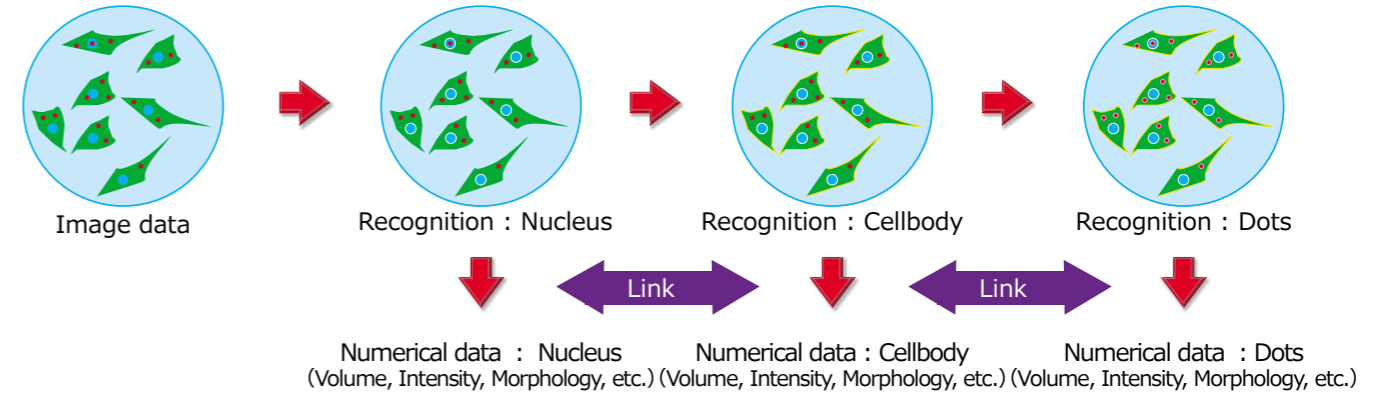 Image data
Recognition : Nucleus
Recognition : Cellbody
Recognition : Dots
Link
Link
Numerical data : Nucleus
(Volume, Intensity, Morphology, etc.)
Numerical data : Cellbody
(Volume, Intensity, Morphology, etc.)
Numerical data : Dots
(Volume, Intensity, Morphology, etc.)